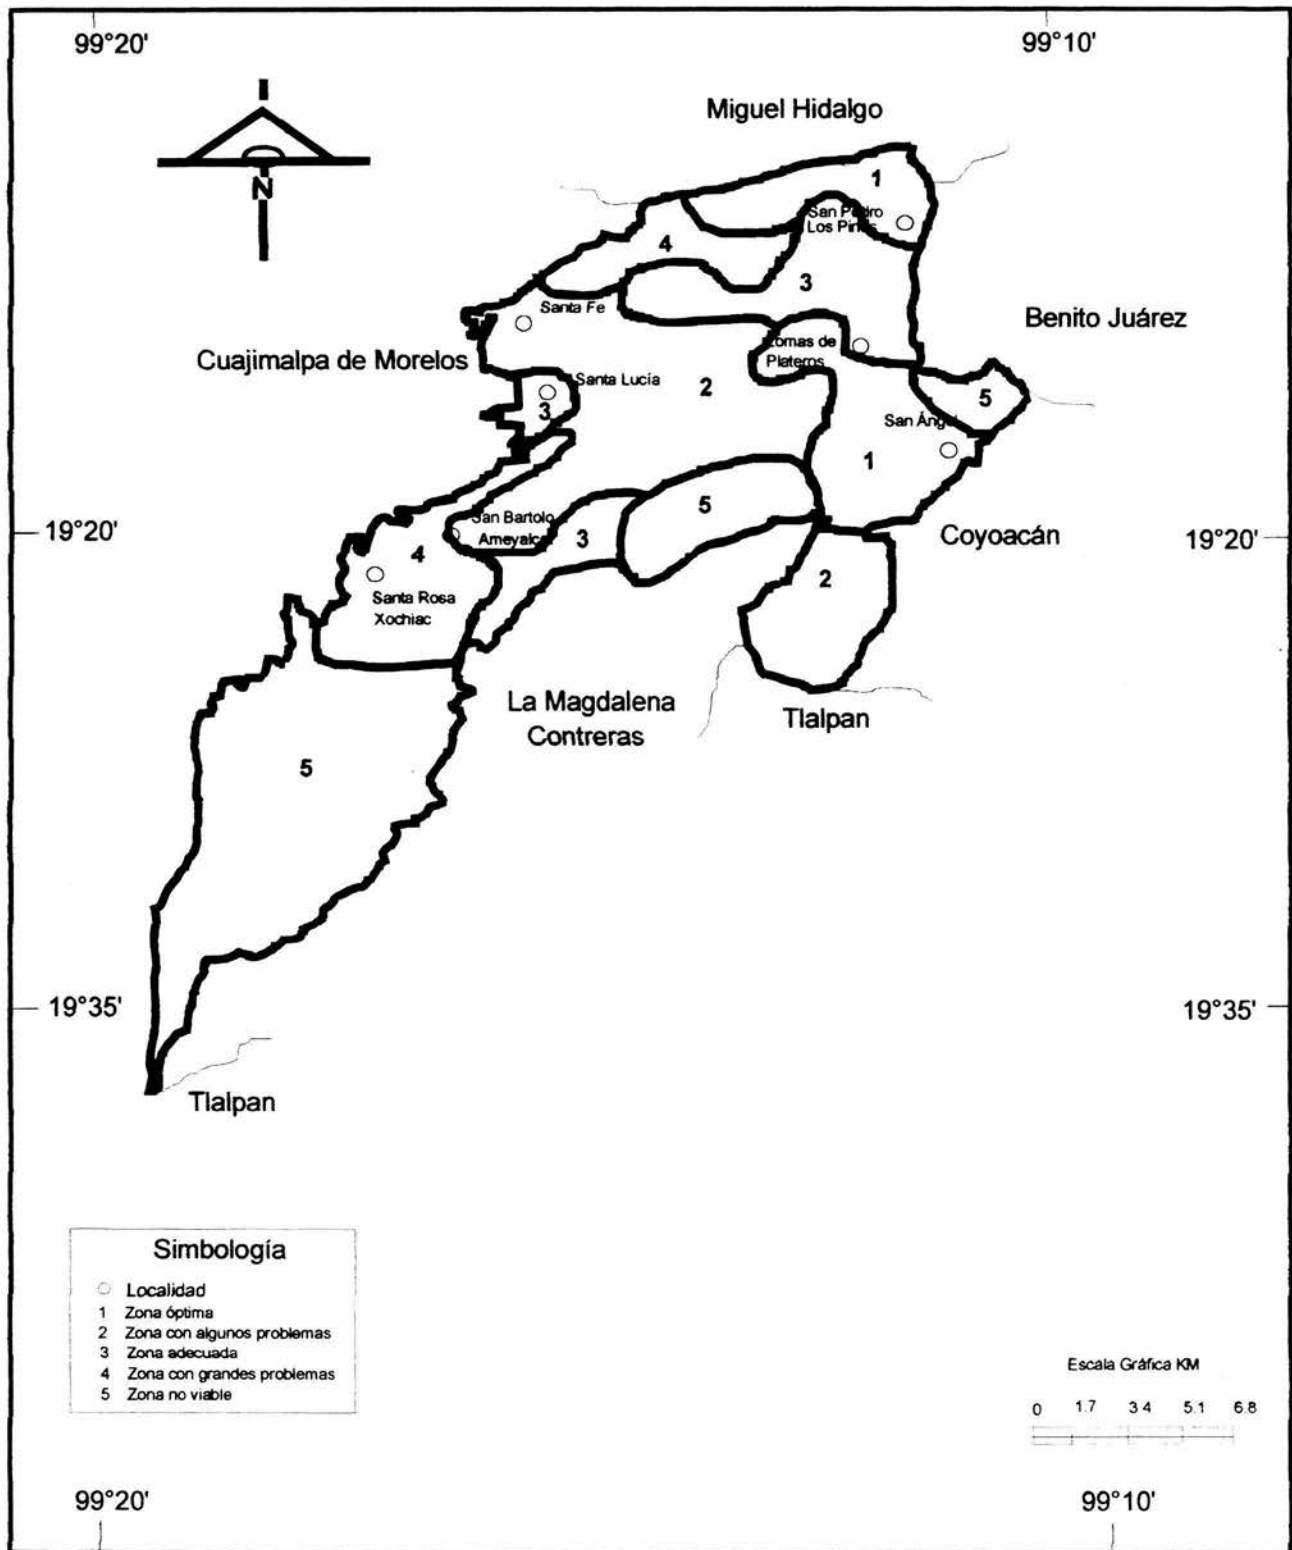 99°20'
99°10'
Miguel Hidalgo
N
1
San Pedro
Los Pinos
4
3
Santa Fe
Benito Juárez
Lomas de
Plateros
Cuajimalpa de Morelos
Santa Lucía
2
5
3
San Ángel
1
5
San Bartolo
Ameyalco
3
19°20'
4
Coyoacán
19°20'
2
Santa Rosa
Xochiac
La Magdalena
Contreras
Tlalpan
5
19°35'
19°35'
Tlalpan
Simbología
Localidad
1 Zona óptima
2 Zona con algunos problemas
3 Zona adecuada
4 Zona con grandes problemas
5 Zona no viable
Escala Gráfica KM
0 1.7 3.4 5.1 6.8
99°20'
99°10'